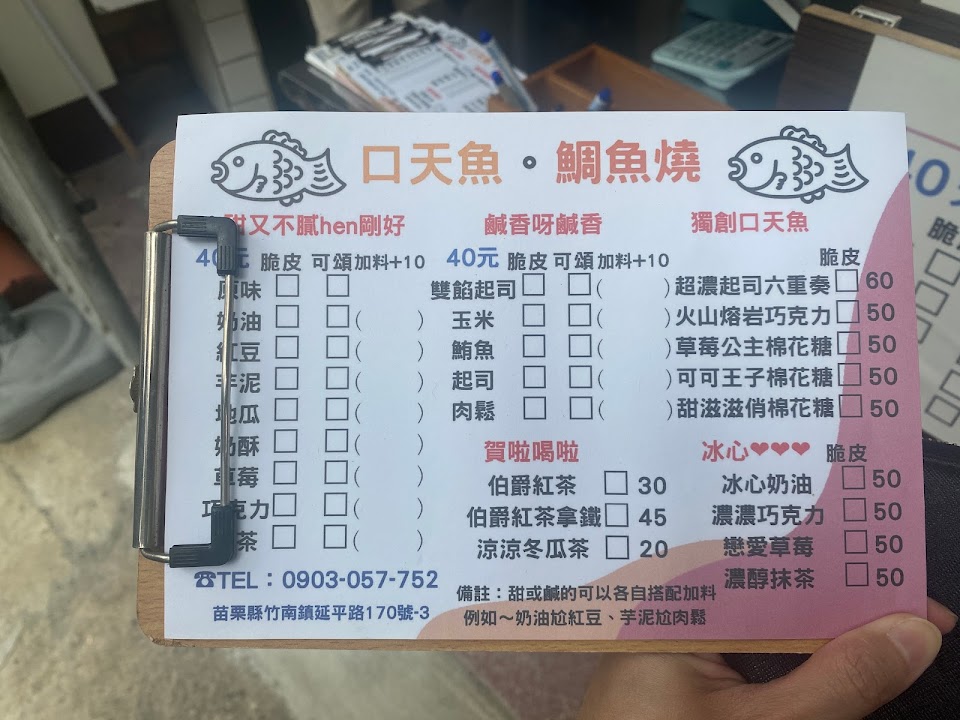 口天魚・鯛魚燒
甜又不膩hen剛好
40元 脆皮 可頌 加料+10
原味
奶油 ( )
紅豆 ( )
芋泥 ( )
地瓜 ( )
奶酥 ( )
草莓 ( )
巧克力 ( )
茶 ( )
鹹香呀鹹香
40元 脆皮 可頌 加料+10
雙餡起司 ( )
玉米 ( )
鮪魚 ( )
起司 ( )
肉鬆 ( )
獨創口天魚
脆皮
超濃起司六重奏 60
火山熔岩巧克力 50
草莓公主棉花糖 50
可可王子棉花糖 50
甜滋滋俏棉花糖 50
賀啦喝啦
伯爵紅茶 30
伯爵紅茶拿鐵 45
涼涼冬瓜茶 20
冰心❤❤❤ 脆皮
冰心奶油 50
濃濃巧克力 50
戀愛草莓 50
濃醇抹茶 50
☎TEL：0903-057-752
苗栗縣竹南鎮延平路170號-3
備註：甜或鹹的可以各自搭配加料
例如～奶油尬紅豆、芋泥尬肉鬆
40
脆